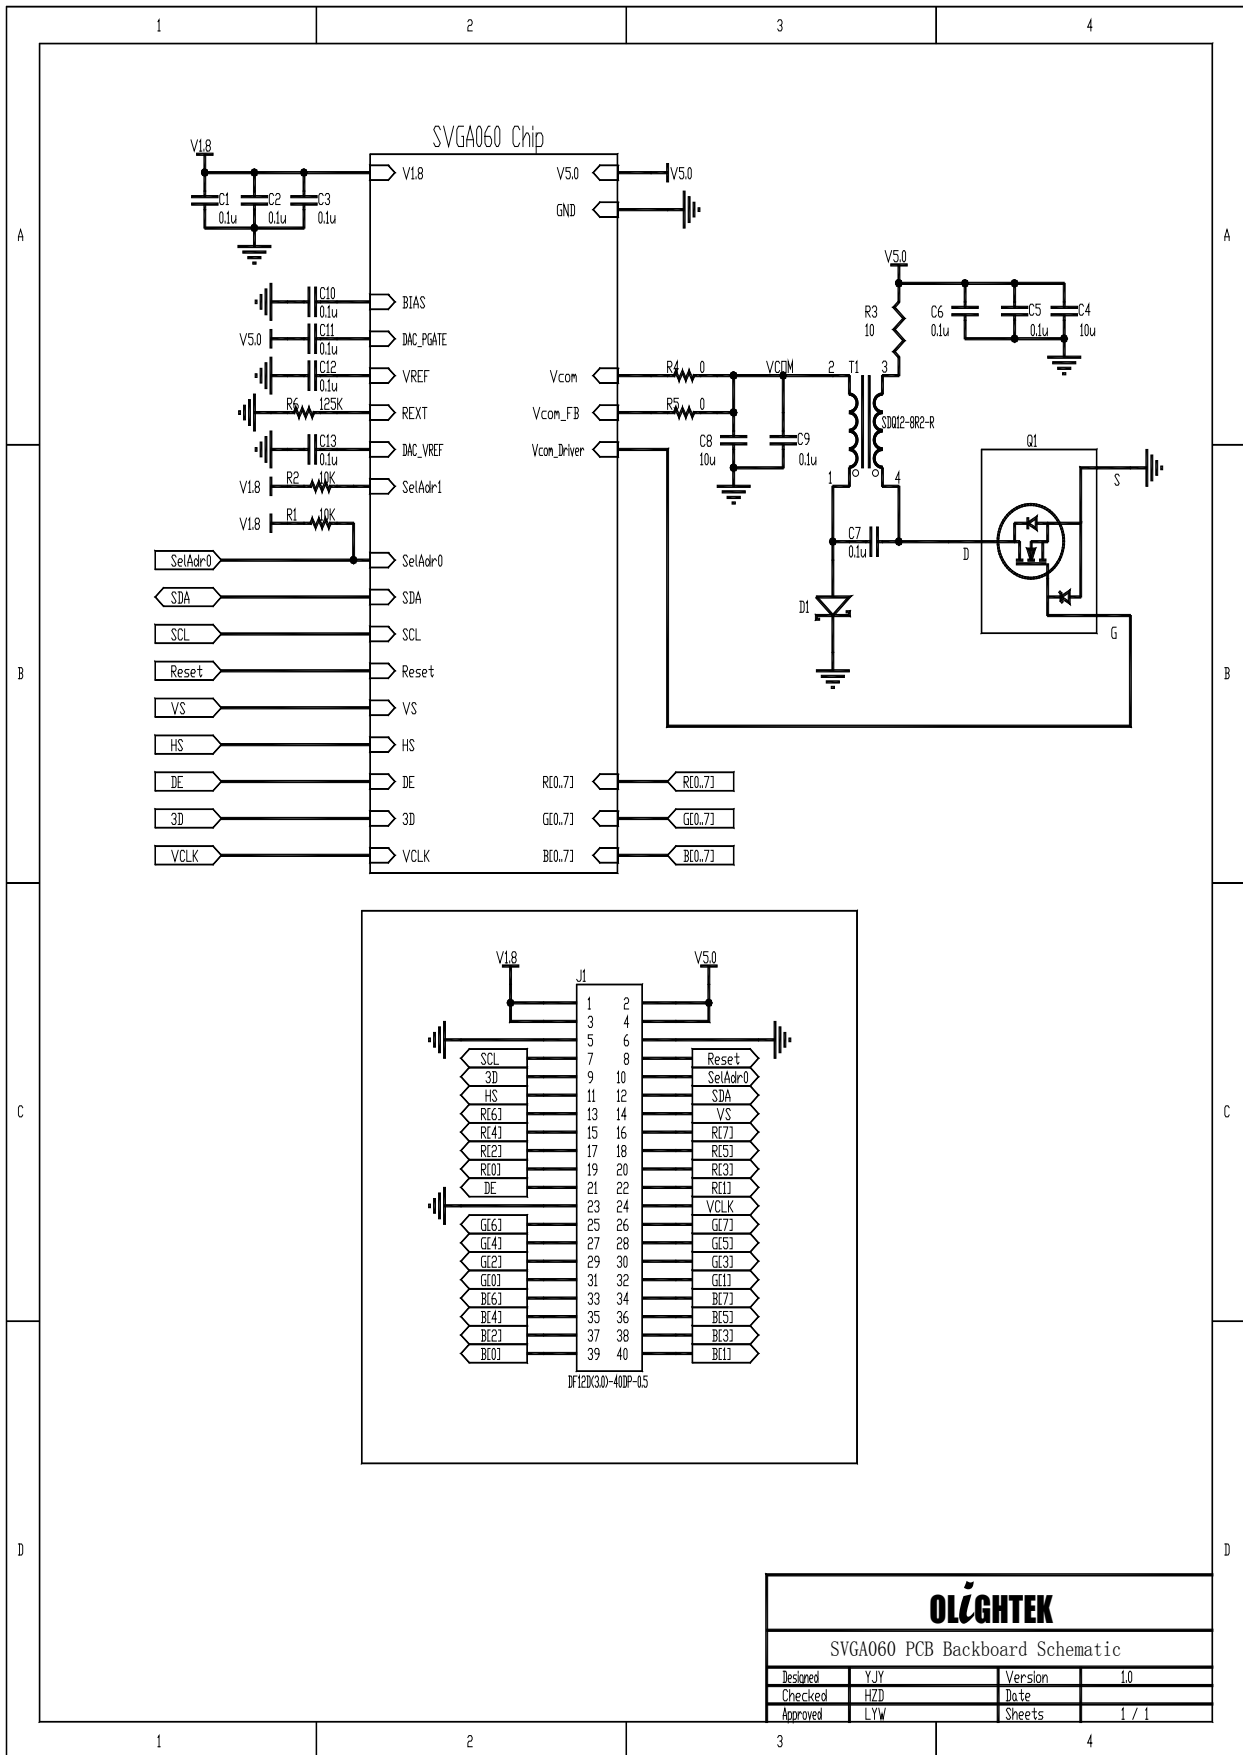 1 2 3 4
SVGA060 Chip
V1.8
V1.8 V5.0 V5.0
C1 C2 C3
0.1u 0.1u 0.1u
GND
A A
V5.0
C10
0.1u
BIAS
R3
10
C6
0.1u
C5
0.1u
C4
10u
V5.0
C11
0.1u
DAC_PGATE
C12
0.1u
VREF
Vcom
R4 0
VCOM
2 T1 3
R6 125K
REXT
Vcom_FB
R5 0
SDQ12-8R2-R
C13
0.1u
DAC_VREF
Vcom_Driver
C8
10u
C9
0.1u
Q1
V1.8 R2 10K
SelAdr1
1 4
S
V1.8 R1 10K
C7
0.1u
D
SelAdr0 SelAdr0
SDA SDA
D1
G
SCL SCL
B Reset Reset B
VS VS
HS HS
DE DE R[0..7] R[0..7]
3D 3D G[0..7] G[0..7]
VCLK VCLK B[0..7] B[0..7]
V1.8 V5.0
J1
1 2
3 4
5 6
SCL 7 8 Reset
3D 9 10 SelAdr0
HS 11 12 SDA
C R[6] 13 14 VS C
R[4] 15 16 R[7]
R[2] 17 18 R[5]
R[0] 19 20 R[3]
DE 21 22 R[1]
23 24 VCLK
G[6] 25 26 G[7]
G[4] 27 28 G[5]
G[2] 29 30 G[3]
G[0] 31 32 G[1]
B[6] 33 34 B[7]
B[4] 35 36 B[5]
B[2] 37 38 B[3]
B[0] 39 40 B[1]
DF12D(3.0)-40DP-0.5
D D
OLiGHTEK
SVGA060 PCB Backboard Schematic
Designed YJY Version 1.0
Checked HZD Date
Approved LYW Sheets 1 / 1
1 2 3 4